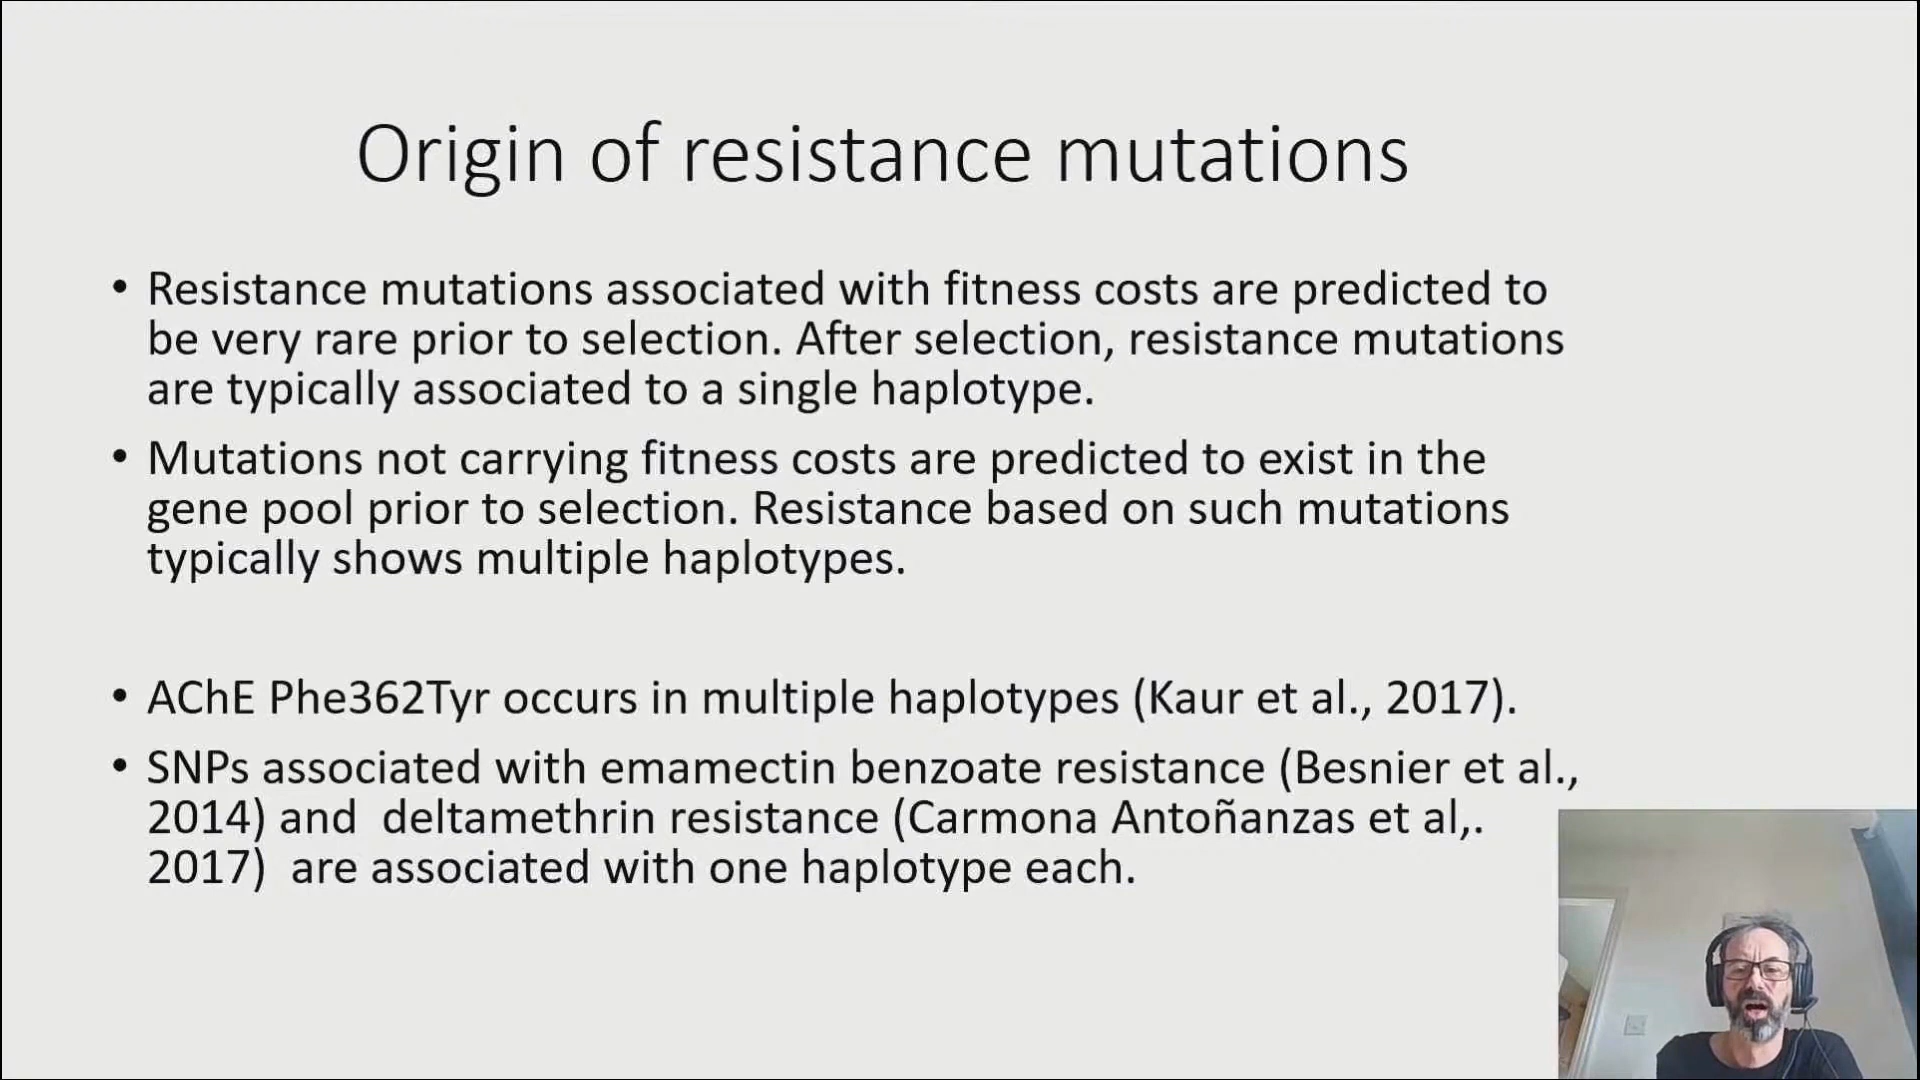 Origin of resistance mutations
• Resistance mutations associated with fitness costs are predicted to
be very rare prior to selection. After selection, resistance mutations
are typically associated to a single haplotype.
• Mutations not carrying fitness costs are predicted to exist in the
gene pool prior to selection. Resistance based on such mutations
typically shows multiple haplotypes.
• AChE Phe362Tyr occurs in multiple haplotypes (Kaur et al., 2017).
• SNPs associated with emamectin benzoate resistance (Besnier et al.,
2014) and  deltamethrin resistance (Carmona Antoñanzas et al,.
2017)  are associated with one haplotype each.